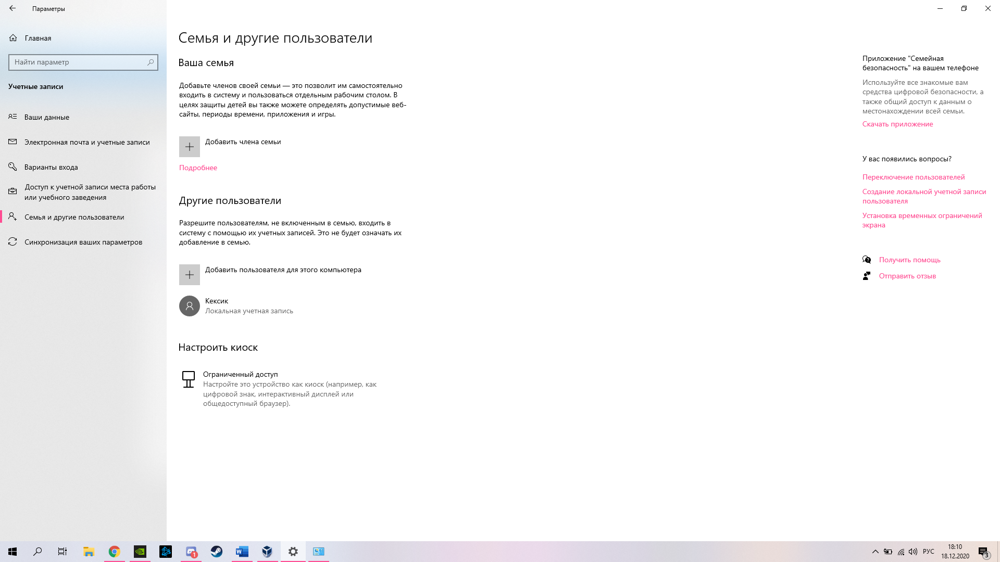 Параметры
Главная
Найти параметр
Учетные записи
Ваши данные
Электронная почта и учетные записи
Варианты входа
Доступ к учетной записи места работы
или учебного заведения
Семья и другие пользователи
Синхронизация ваших параметров
Семья и другие пользователи
Ваша семья
Добавьте членов своей семьи — это позволит им самостоятельно
входить в систему и пользоваться отдельным рабочим столом. В
целях защиты детей вы также можете определять допустимые веб-
сайты, периоды времени, приложения и игры.
Добавить члена семьи
Подробнее
Другие пользователи
Разрешите пользователям, не включенным в семью, входить в
систему с помощью их учетных записей. Это не будет означать их
добавление в семью.
Добавить пользователя для этого компьютера
Кексик
Локальная учетная запись
Настроить киоск
Ограниченный доступ
Настройте это устройство как киоск (например, как
цифровой знак, интерактивный дисплей или
общедоступный браузер).
Приложение "Семейная
безопасность" на вашем телефоне
Используйте все знакомые вам
средства цифровой безопасности, а
также общий доступ к данным о
местонахождении всей семьи.
Скачать приложение
У вас появились вопросы?
Переключение пользователей
Создание локальной учетной записи
пользователя
Установка временных ограничений
экрана
Получить помощь
Отправить отзыв
1
W
РУС
18:10
18.12.2020
3